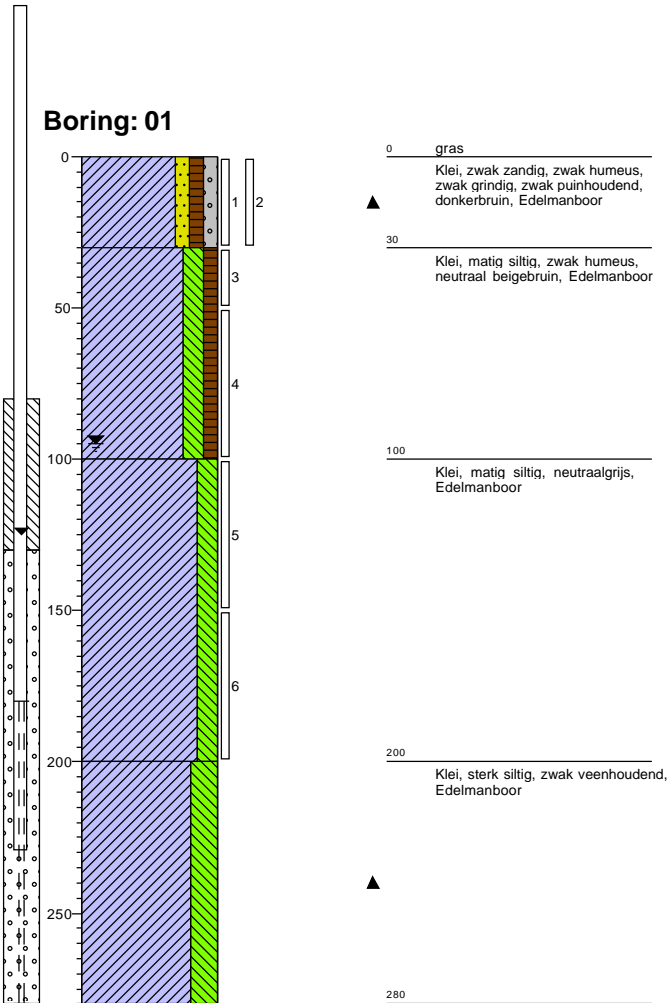 Boring: 01
0
50
100
150
200
250
1
2
3
4
5
6
0
gras
Klei, zwak zandig, zwak humeus,
zwak grindig, zwak puinhoudend,
donkerbruin, Edelmanboor
30
Klei, matig siltig, zwak humeus,
neutraal beigebruin, Edelmanboor
100
Klei, matig siltig, neutraalgrijs,
Edelmanboor
200
Klei, sterk siltig, zwak veenhoudend,
Edelmanboor
280